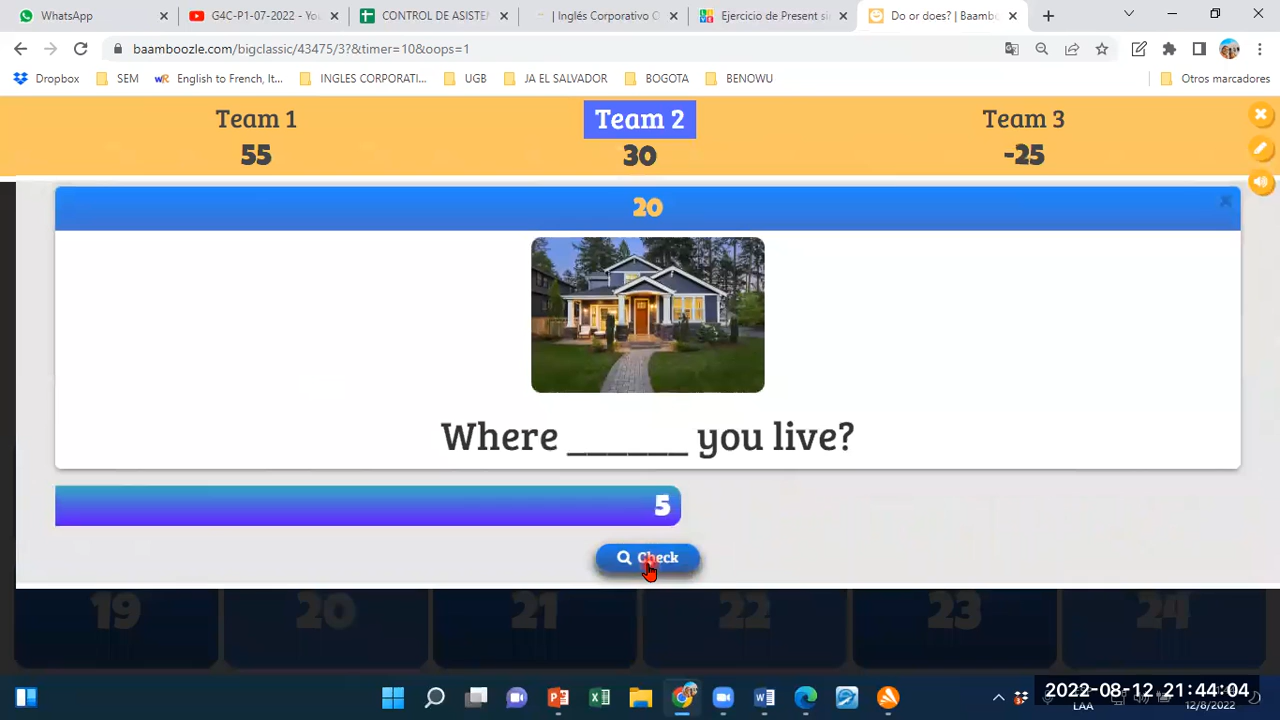 WhatsApp
G4C-P1-07-2022 - You
CONTROL DE ASISTEN
| Inglés Corporativo O
Ejercicio de Present si
Do or does? | Baamb
baamboozle.com/bigclassic/43475/3?&timer=10&oops=1
Dropbox
SEM
English to French, It...
INGLES CORPORATI...
UGB
JA EL SALVADOR
BOGOTA
BENOWU
Otros marcadores
Team 1
Team 2
Team 3
55
30
-25
20
Where ______ you live?
5
Check
19
20
21
22
23
24
2022-08-12 21:44:04
LAA
12/8/2022